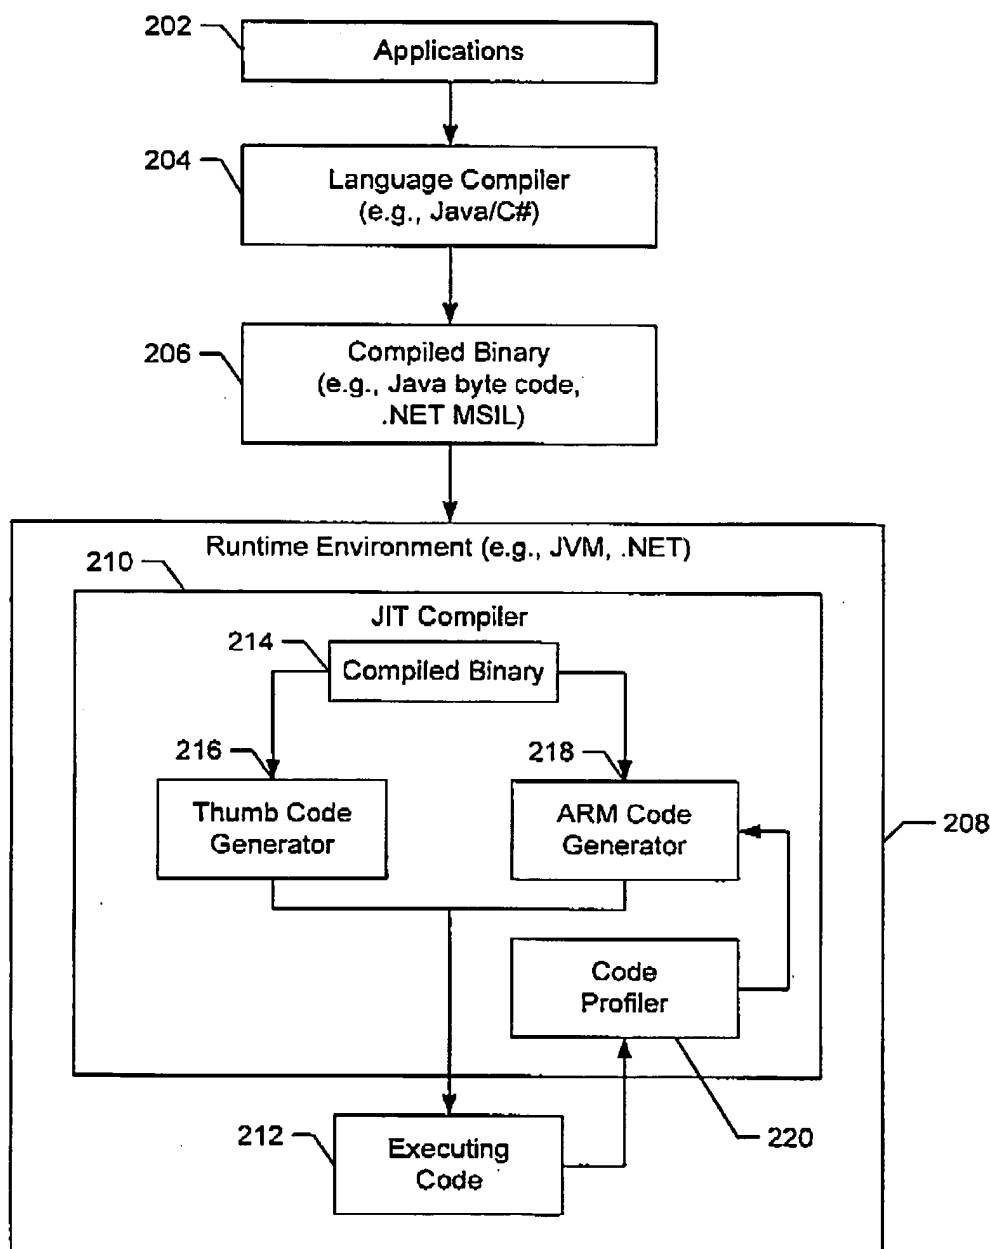 202
Applications
204
Language Compiler
(e.g., Java/C#)
206
Compiled Binary
(e.g., Java byte code,
.NET MSIL)
Runtime Environment (e.g., JVM, .NET)
210
JIT Compiler
214
Compiled Binary
216
218
Thumb Code
Generator
ARM Code
Generator
208
Code
Profiler
212
Executing
Code
220